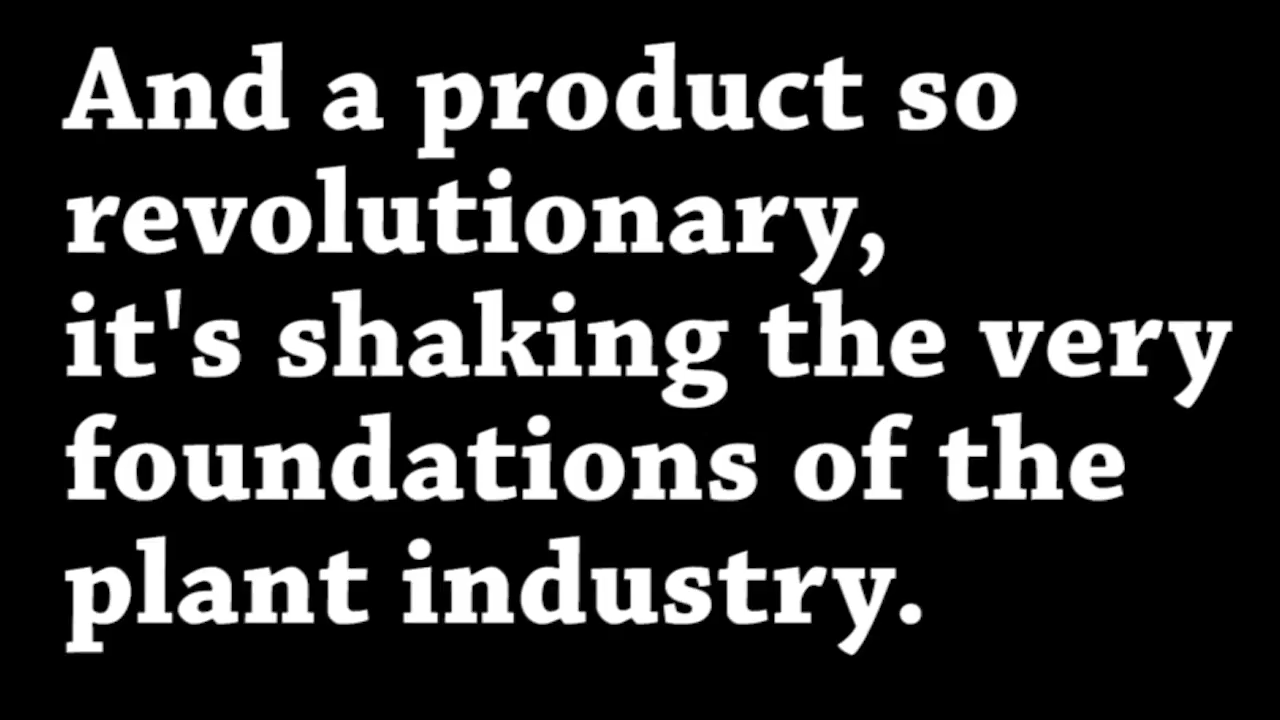 And a product so
revolutionary,
it's shaking the very
foundations of the
plant industry.